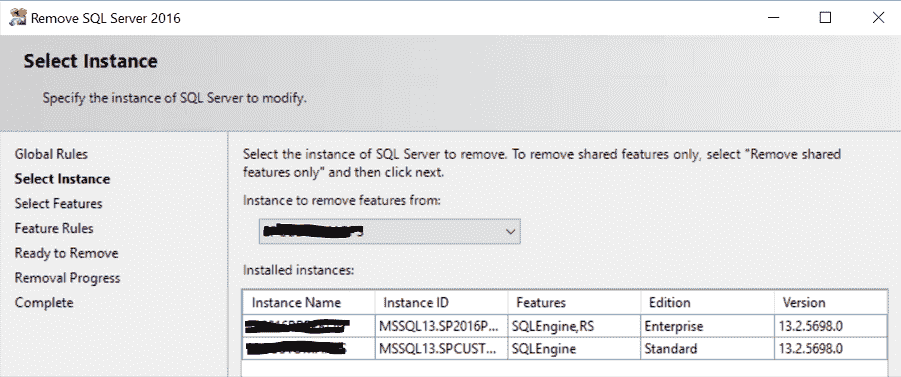 Remove SQL Server 2016
Select Instance
Specify the instance of SQL Server to modify.
Global Rules
Select Instance
Select Features
Feature Rules
Ready to Remove
Removal Progress
Complete
Select the instance of SQL Server to remove. To remove shared features only, select "Remove shared
features only" and then click next.
Instance to remove features from:
Installed instances:
Instance Name Instance ID Features Edition Version
MSSQL13.SP2016P... SQLEngine,RS Enterprise 13.2.5698.0
MSSQL13.SPCUST... SQLEngine Standard 13.2.5698.0